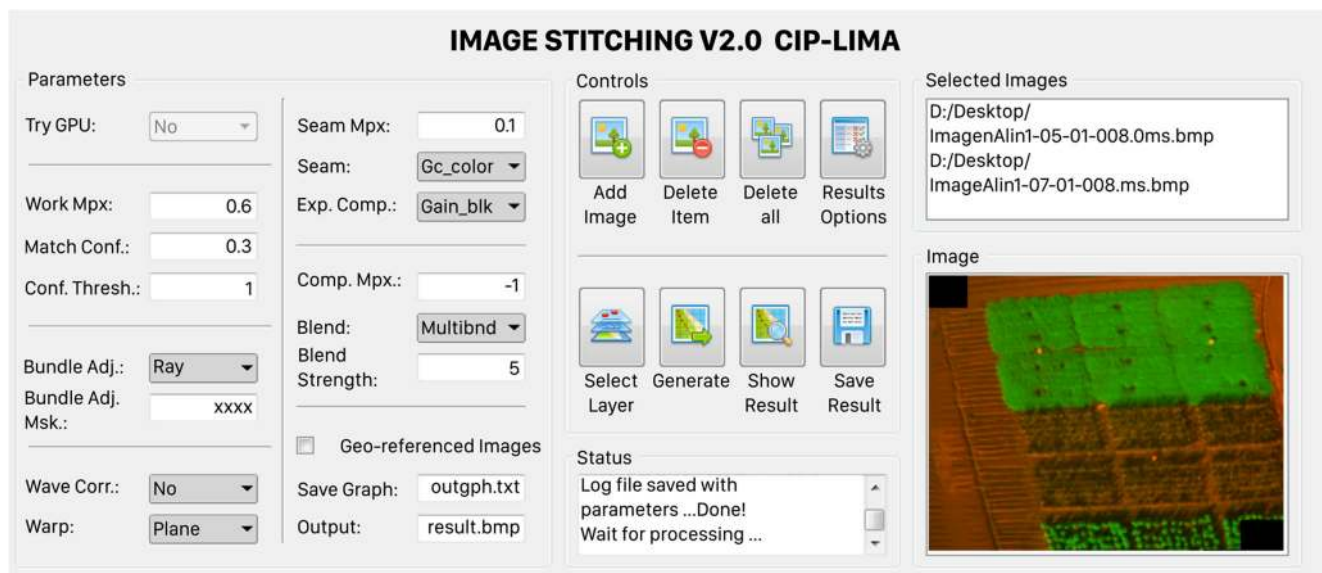 IMAGE STITCHING V2.0 CIP-LIMA
Parameters
Try GPU: No
Work Mpx: 0.6
Match Conf.: 0.3
Conf. Thresh.: 1
Bundle Adj.: Ray
Bundle Adj.
Msk.: xxxx
Wave Corr.: No
Warp: Plane
Seam Mpx: 0.1
Seam: Gc_color
Exp. Comp.: Gain_blk
Comp. Mpx.: -1
Blend: Multibnd
Blend
Strength: 5
Geo-referenced Images
Save Graph: outgph.txt
Output: result.bmp
Controls
Add
Image
Delete
Item
Delete
all
Results
Options
Select
Layer
Generate
Show
Result
Save
Result
Status
Log file saved with
parameters ...Done!
Wait for processing ...
Selected Images
D:/Desktop/
ImagenAlin1-05-01-008.0ms.bmp
D:/Desktop/
ImageAlin1-07-01-008.ms.bmp
Image